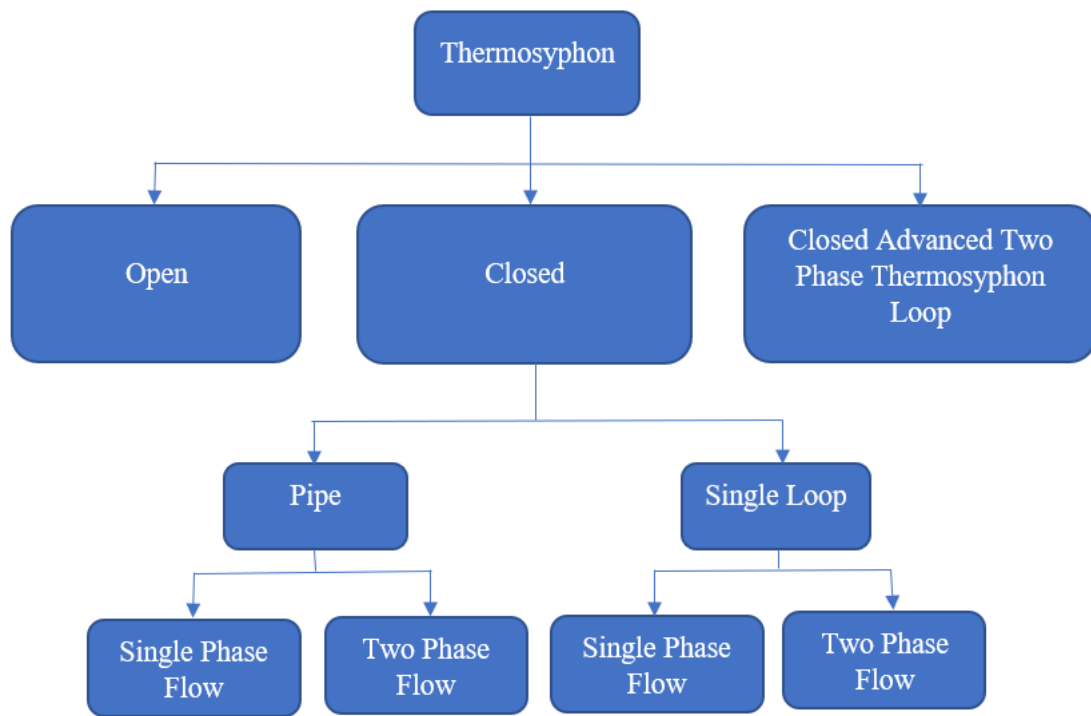 Thermosyphon
Open
Closed
Closed Advanced Two
Phase Thermosyphon
Loop
Pipe
Single Loop
Single Phase
Flow
Two Phase
Flow
Single Phase
Flow
Two Phase
Flow